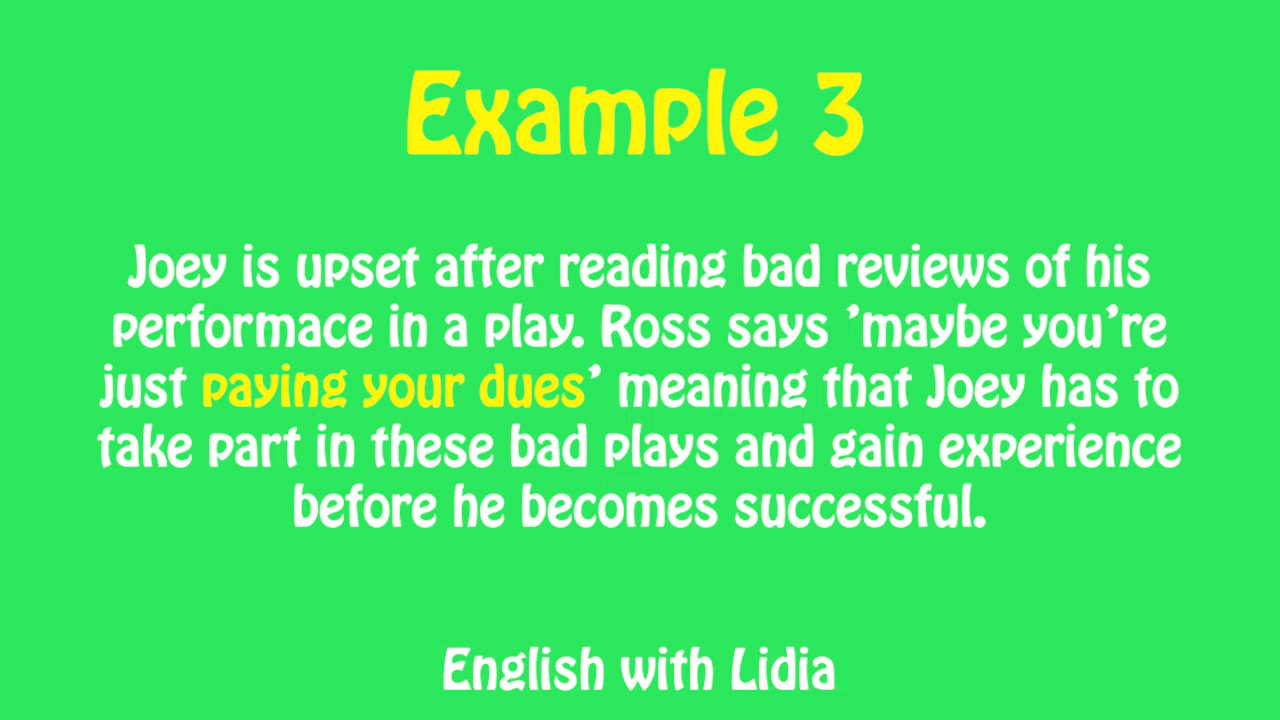 Example 3
Joey is upset after reading bad reviews of his
performace in a play. Ross says 'maybe you're
just paying your dues' meaning that Joey has to
take part in these bad plays and gain experience
before he becomes successful.
English with Lidia